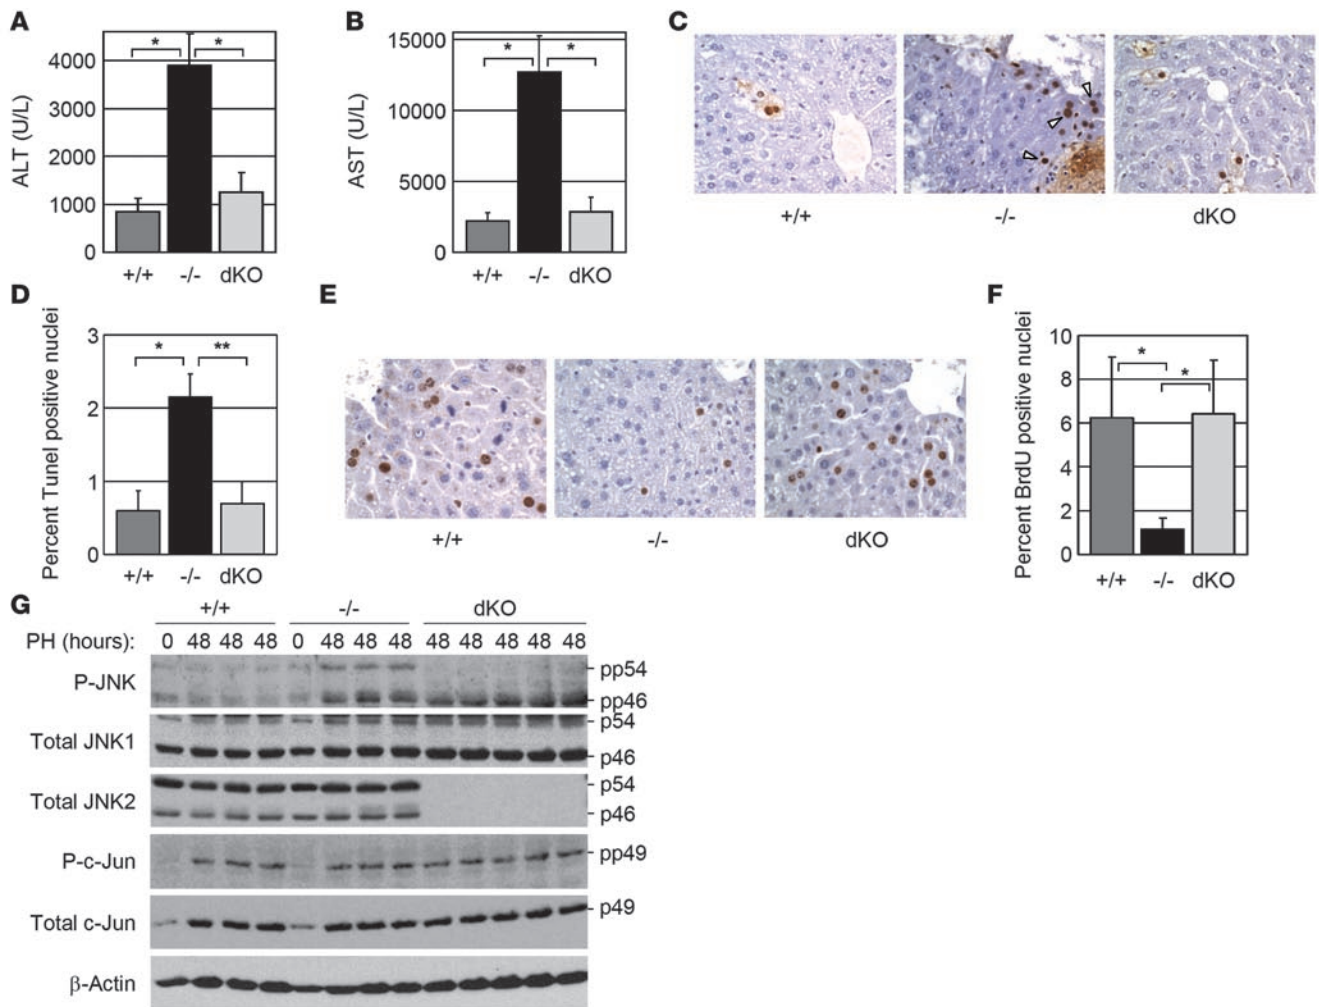 A
ALT (U/L)
4000
3000
2000
1000
0
* *
+/+ -/- dKO
B
AST (U/L)
15000
10000
5000
0
* *
+/+ -/- dKO
C
+/+ -/- dKO
D
Percent Tunel positive nuclei
3
2
1
0
* **
+/+ -/- dKO
E
+/+ -/- dKO
F
Percent BrdU positive nuclei
10
8
6
4
2
0
* *
+/+ -/- dKO
G
+/+ -/- dKO
PH (hours): 0 48 48 48 0 48 48 48 48 48 48 48 48
P-JNK pp54
pp46
Total JNK1 p54
p46
Total JNK2 p54
p46
P-c-Jun pp49
Total c-Jun p49
β-Actin